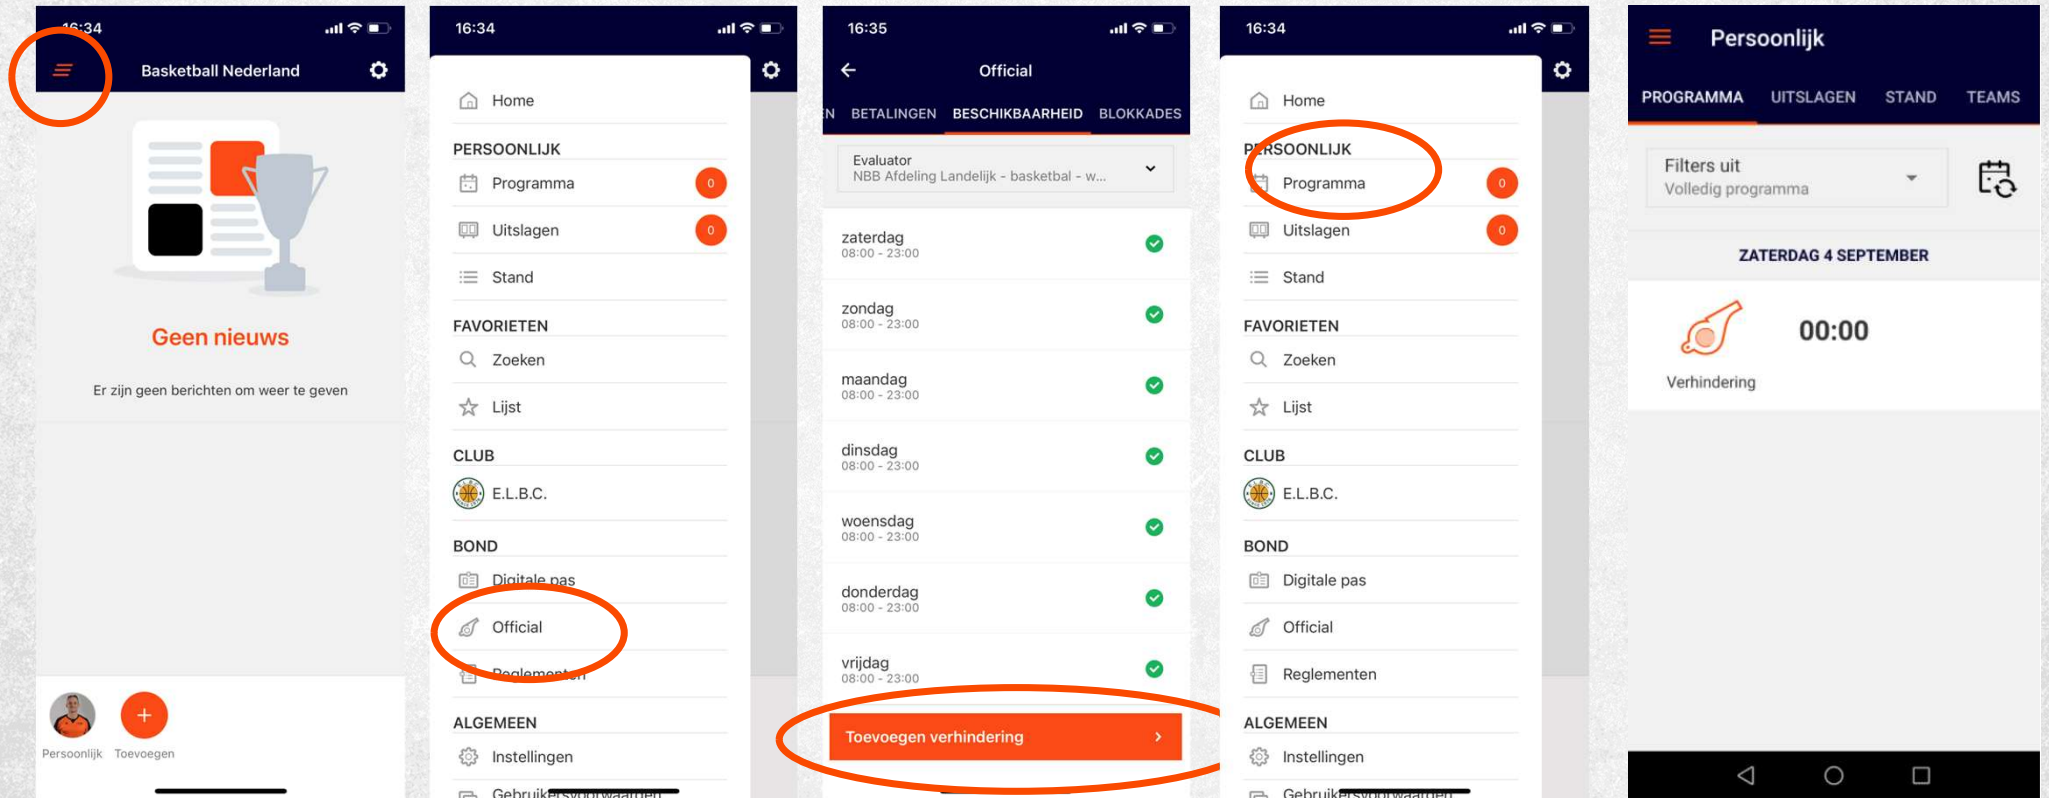 16:34
Basketball Nederland
Geen nieuws
Er zijn geen berichten om weer te geven
Persoonlijk
Toevoegen
16:34
Home
PERSOONLIJK
Programma
0
Uitslagen
0
Stand
FAVORIETEN
Zoeken
Lijst
CLUB
E.L.B.C.
BOND
Digitale pas
Official
Reglementen
ALGEMEEN
Instellingen
Gebruikersvoorwaarden
16:35
Official
N BETALINGEN BESCHIKBAARHEID BLOKKADES
Evaluator
NBB Afdeling Landelijk - basketbal - w...
zaterdag
08:00 - 23:00
zondag
08:00 - 23:00
maandag
08:00 - 23:00
dinsdag
08:00 - 23:00
woensdag
08:00 - 23:00
donderdag
08:00 - 23:00
vrijdag
08:00 - 23:00
Toevoegen verhindering
16:34
Home
PERSOONLIJK
Programma
0
Uitslagen
0
Stand
FAVORIETEN
Zoeken
Lijst
CLUB
E.L.B.C.
BOND
Digitale pas
Official
Reglementen
ALGEMEEN
Instellingen
Gebruikersvoorwaarden
Persoonlijk
PROGRAMMA UITSLAGEN STAND TEAMS
Filters uit
Volledig programma
ZATERDAG 4 SEPTEMBER
00:00
Verhindering